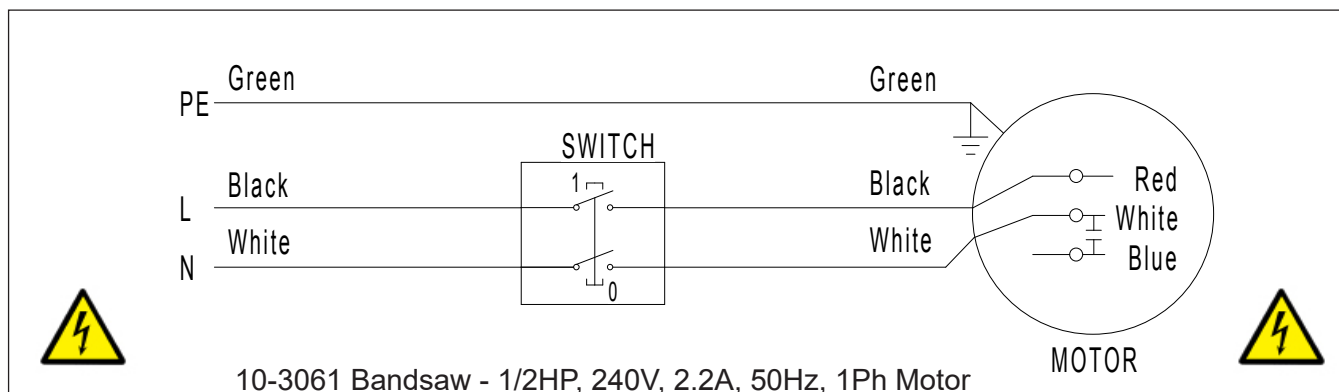 Green Green
PE
SWITCH
Black 1 Black Red
L
White White White
N Blue
0
MOTOR
10-3061 Bandsaw - 1/2HP, 240V, 2.2A, 50Hz, 1Ph Motor